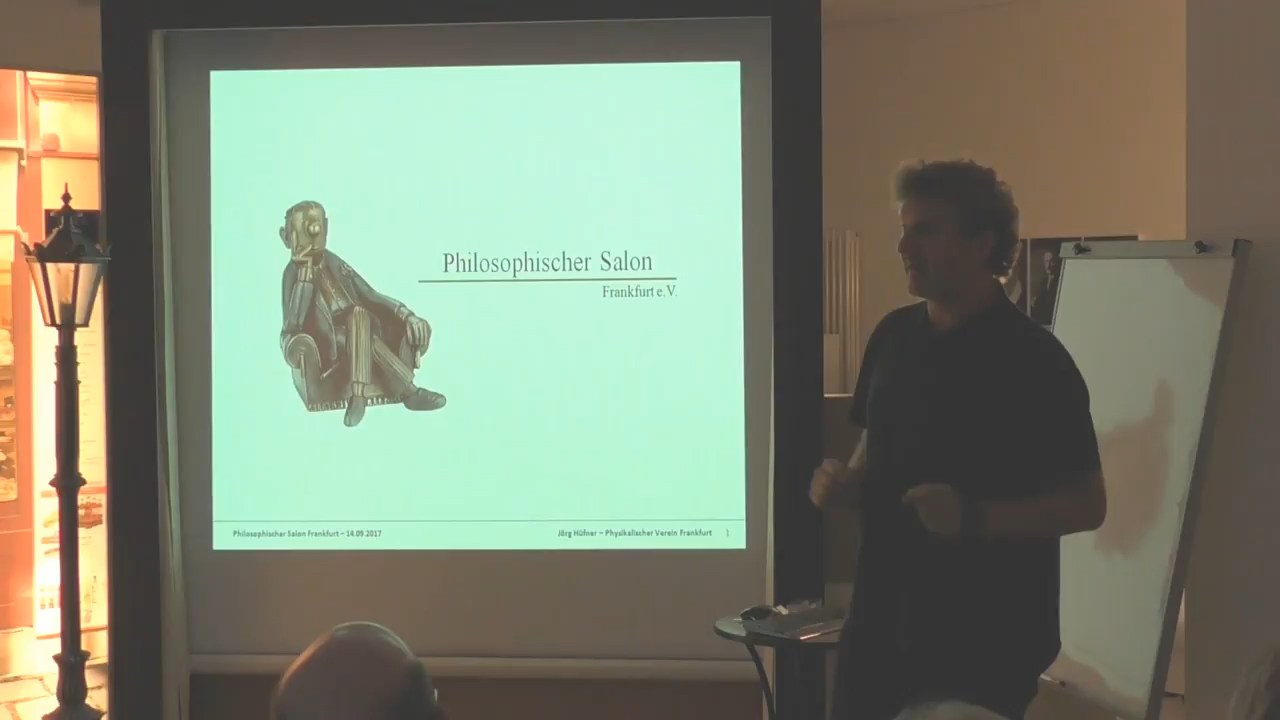 Philosophischer Salon
Frankfurt e.V.
Philosophischer Salon Frankfurt – 14.09.2017
Jörg Hüfner – Physikalischer Verein Frankfurt 1